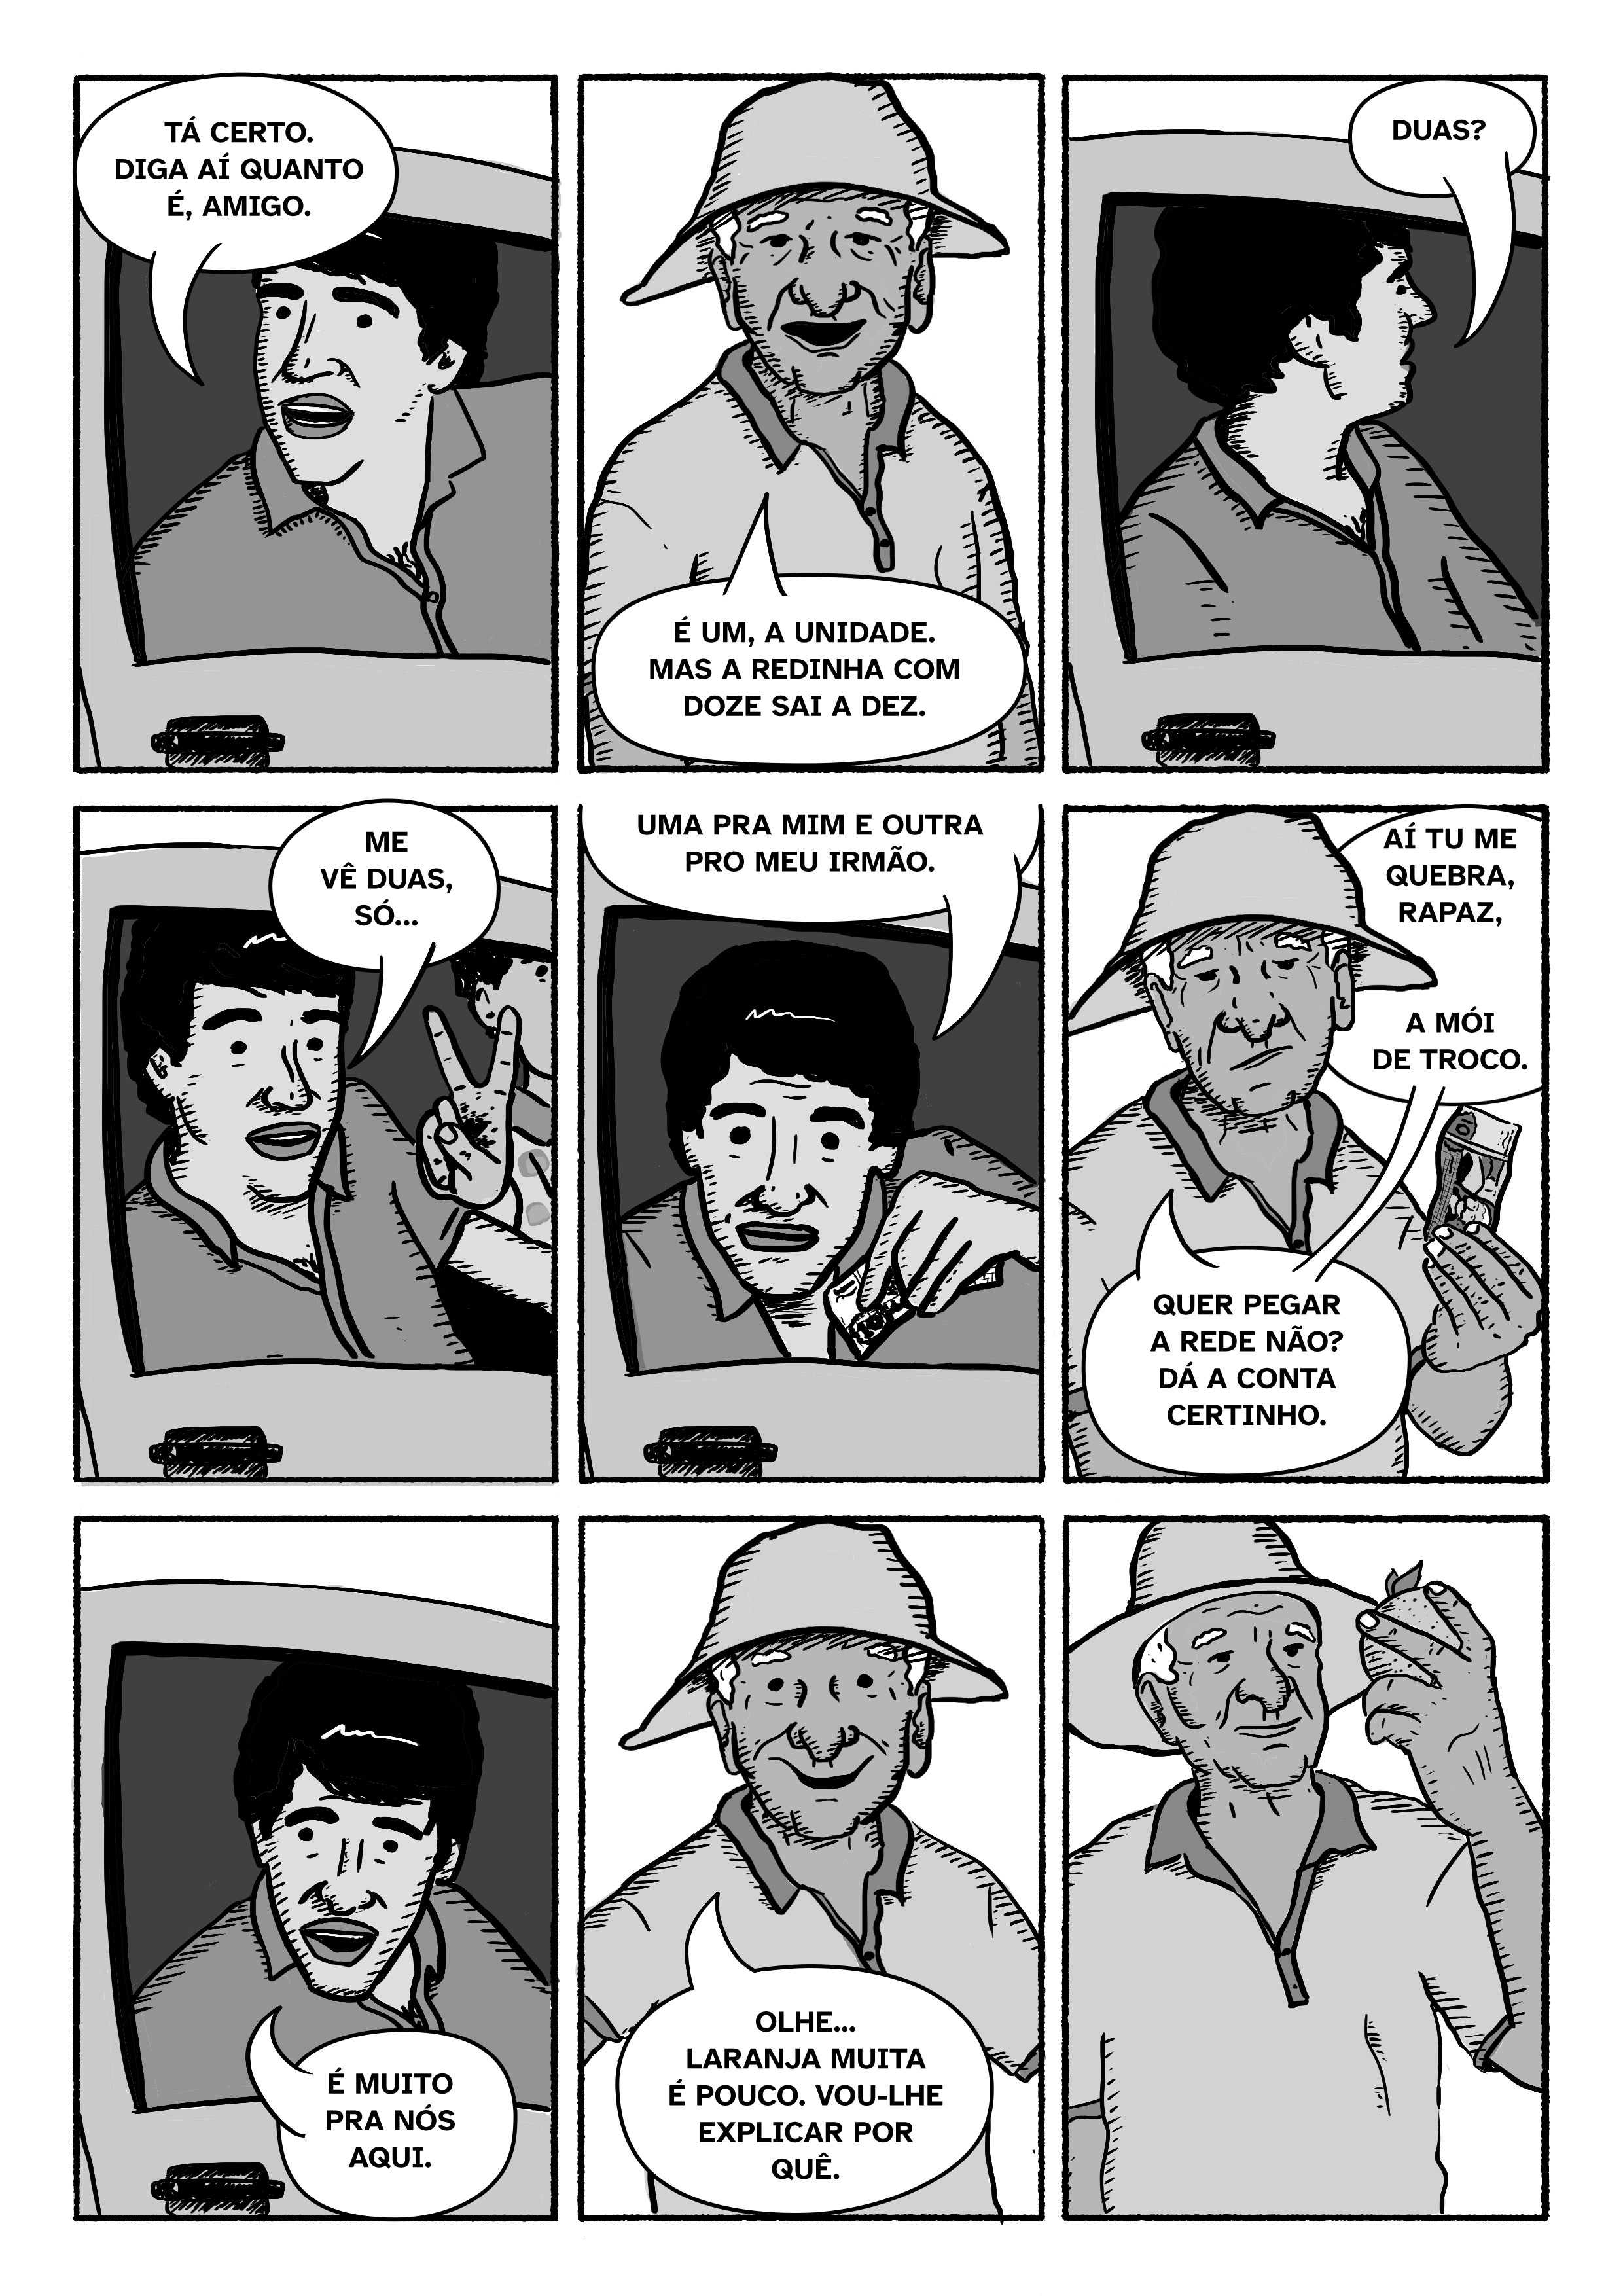 TÁ CERTO.
DIGA AÍ QUANTO
É, AMIGO.
É UM, A UNIDADE.
MAS A REDINHA COM
DOZE SAI A DEZ.
DUAS?
ME
VÊ DUAS,
SÓ...
UMA PRA MIM E OUTRA
PRO MEU IRMÃO.
AÍ TU ME
QUEBRA,
RAPAZ,
A MÓI
DE TROCO.
QUER PEGAR
A REDE NÃO?
DÁ A CONTA
CERTINHO.
É MUITO
PRA NÓS
AQUI.
OLHE...
LARANJA MUITA
É POUCO. VOU-LHE
EXPLICAR POR
QUÊ.